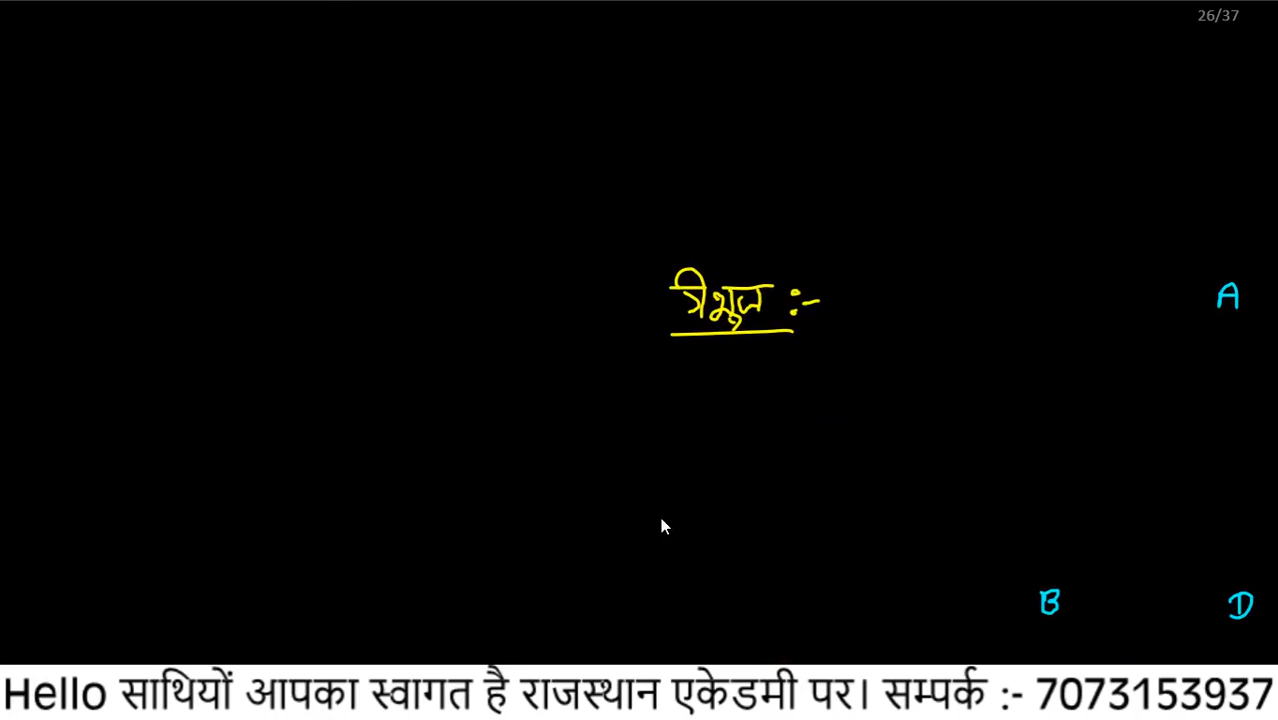 26/37
त्रिभुज :-
A
B D
Hello साथियों आपका स्वागत है राजस्थान एकेडमी पर। सम्पर्क :- 7073153937